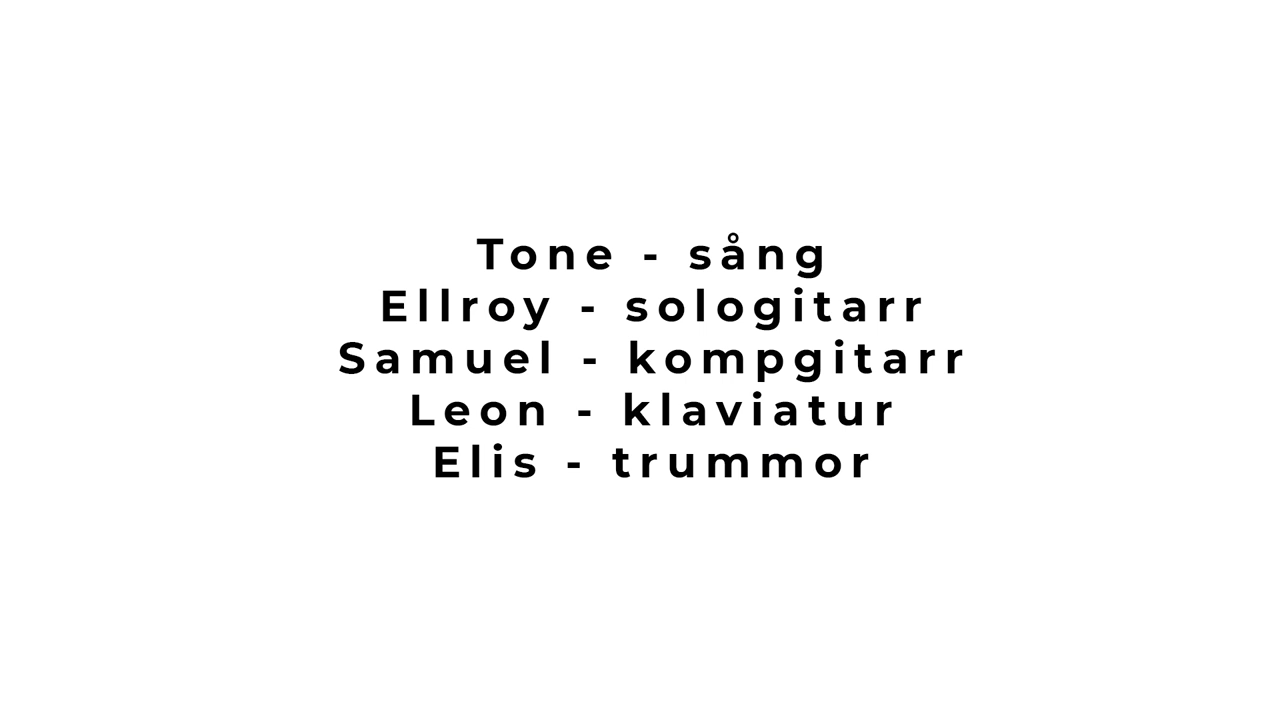 Tone - sång
Ellroy - sologitarr
Samuel - kompgitarr
Leon - klaviatur
Elis - trummor